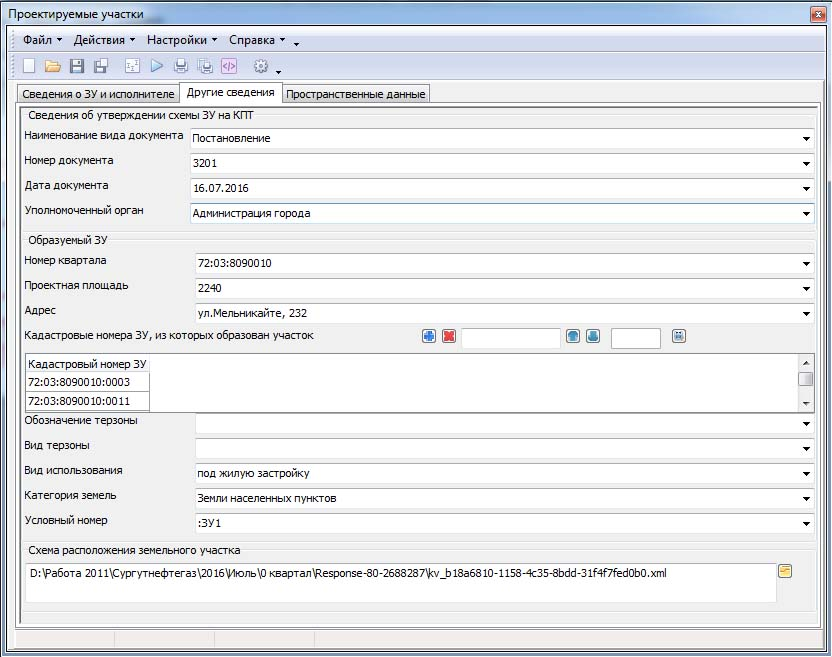 Проектируемые участки
Файл Действия Настройки Справка
Сведения о ЗУ и исполнителе Другие сведения Пространственные данные
Сведения об утверждении схемы ЗУ на КПТ
Наименование вида документа Постановление
Номер документа 3201
Дата документа 16.07.2016
Уполномоченный орган Администрация города
Образуемый ЗУ
Номер квартала 72:03:8090010
Проектная площадь 2240
Адрес ул.Мельникайте, 232
Кадастровые номера ЗУ, из которых образован участок
Кадастровый номер ЗУ
72:03:8090010:0003
72:03:8090010:0011
Обозначение терзоны
Вид терзоны
Вид использования под жилую застройку
Категория земель Земли населенных пунктов
Условный номер :ЗУ1
Схема расположения земельного участка
D:\Работа 2011\Сургутнефтегаз\2016\Июль\0 квартал\Response-80-2688287\kv_b18a6810-1158-4c35-8bdd-31f4f7fed0b0.xml